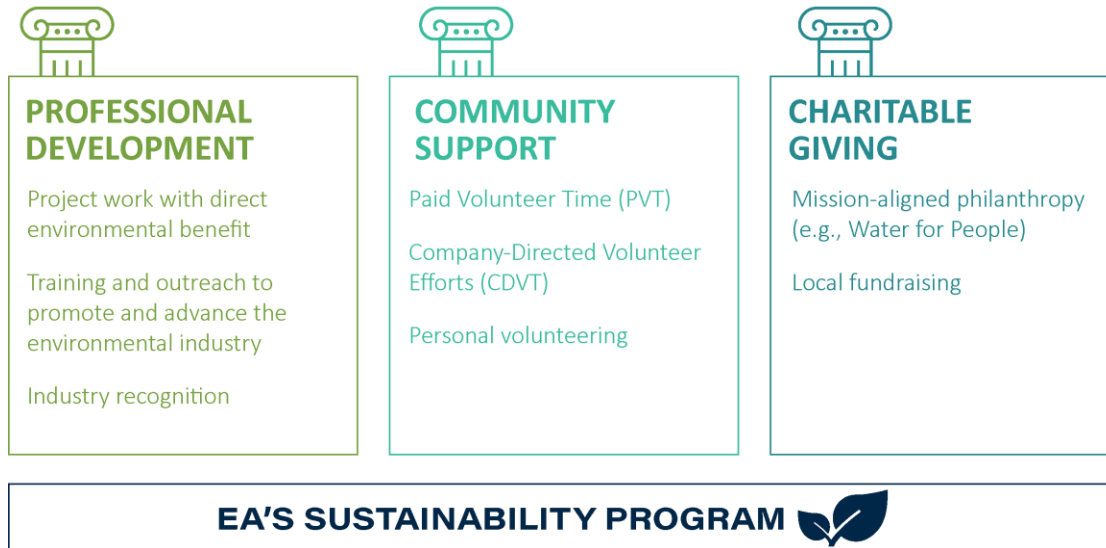 PROFESSIONAL
DEVELOPMENT
Project work with direct
environmental benefit
Training and outreach to
promote and advance the
environmental industry
Industry recognition
COMMUNITY
SUPPORT
Paid Volunteer Time (PVT)
Company-Directed Volunteer
Efforts (CDVT)
Personal volunteering
CHARITABLE
GIVING
Mission-aligned philanthropy
(e.g., Water for People)
Local fundraising
EA'S SUSTAINABILITY PROGRAM